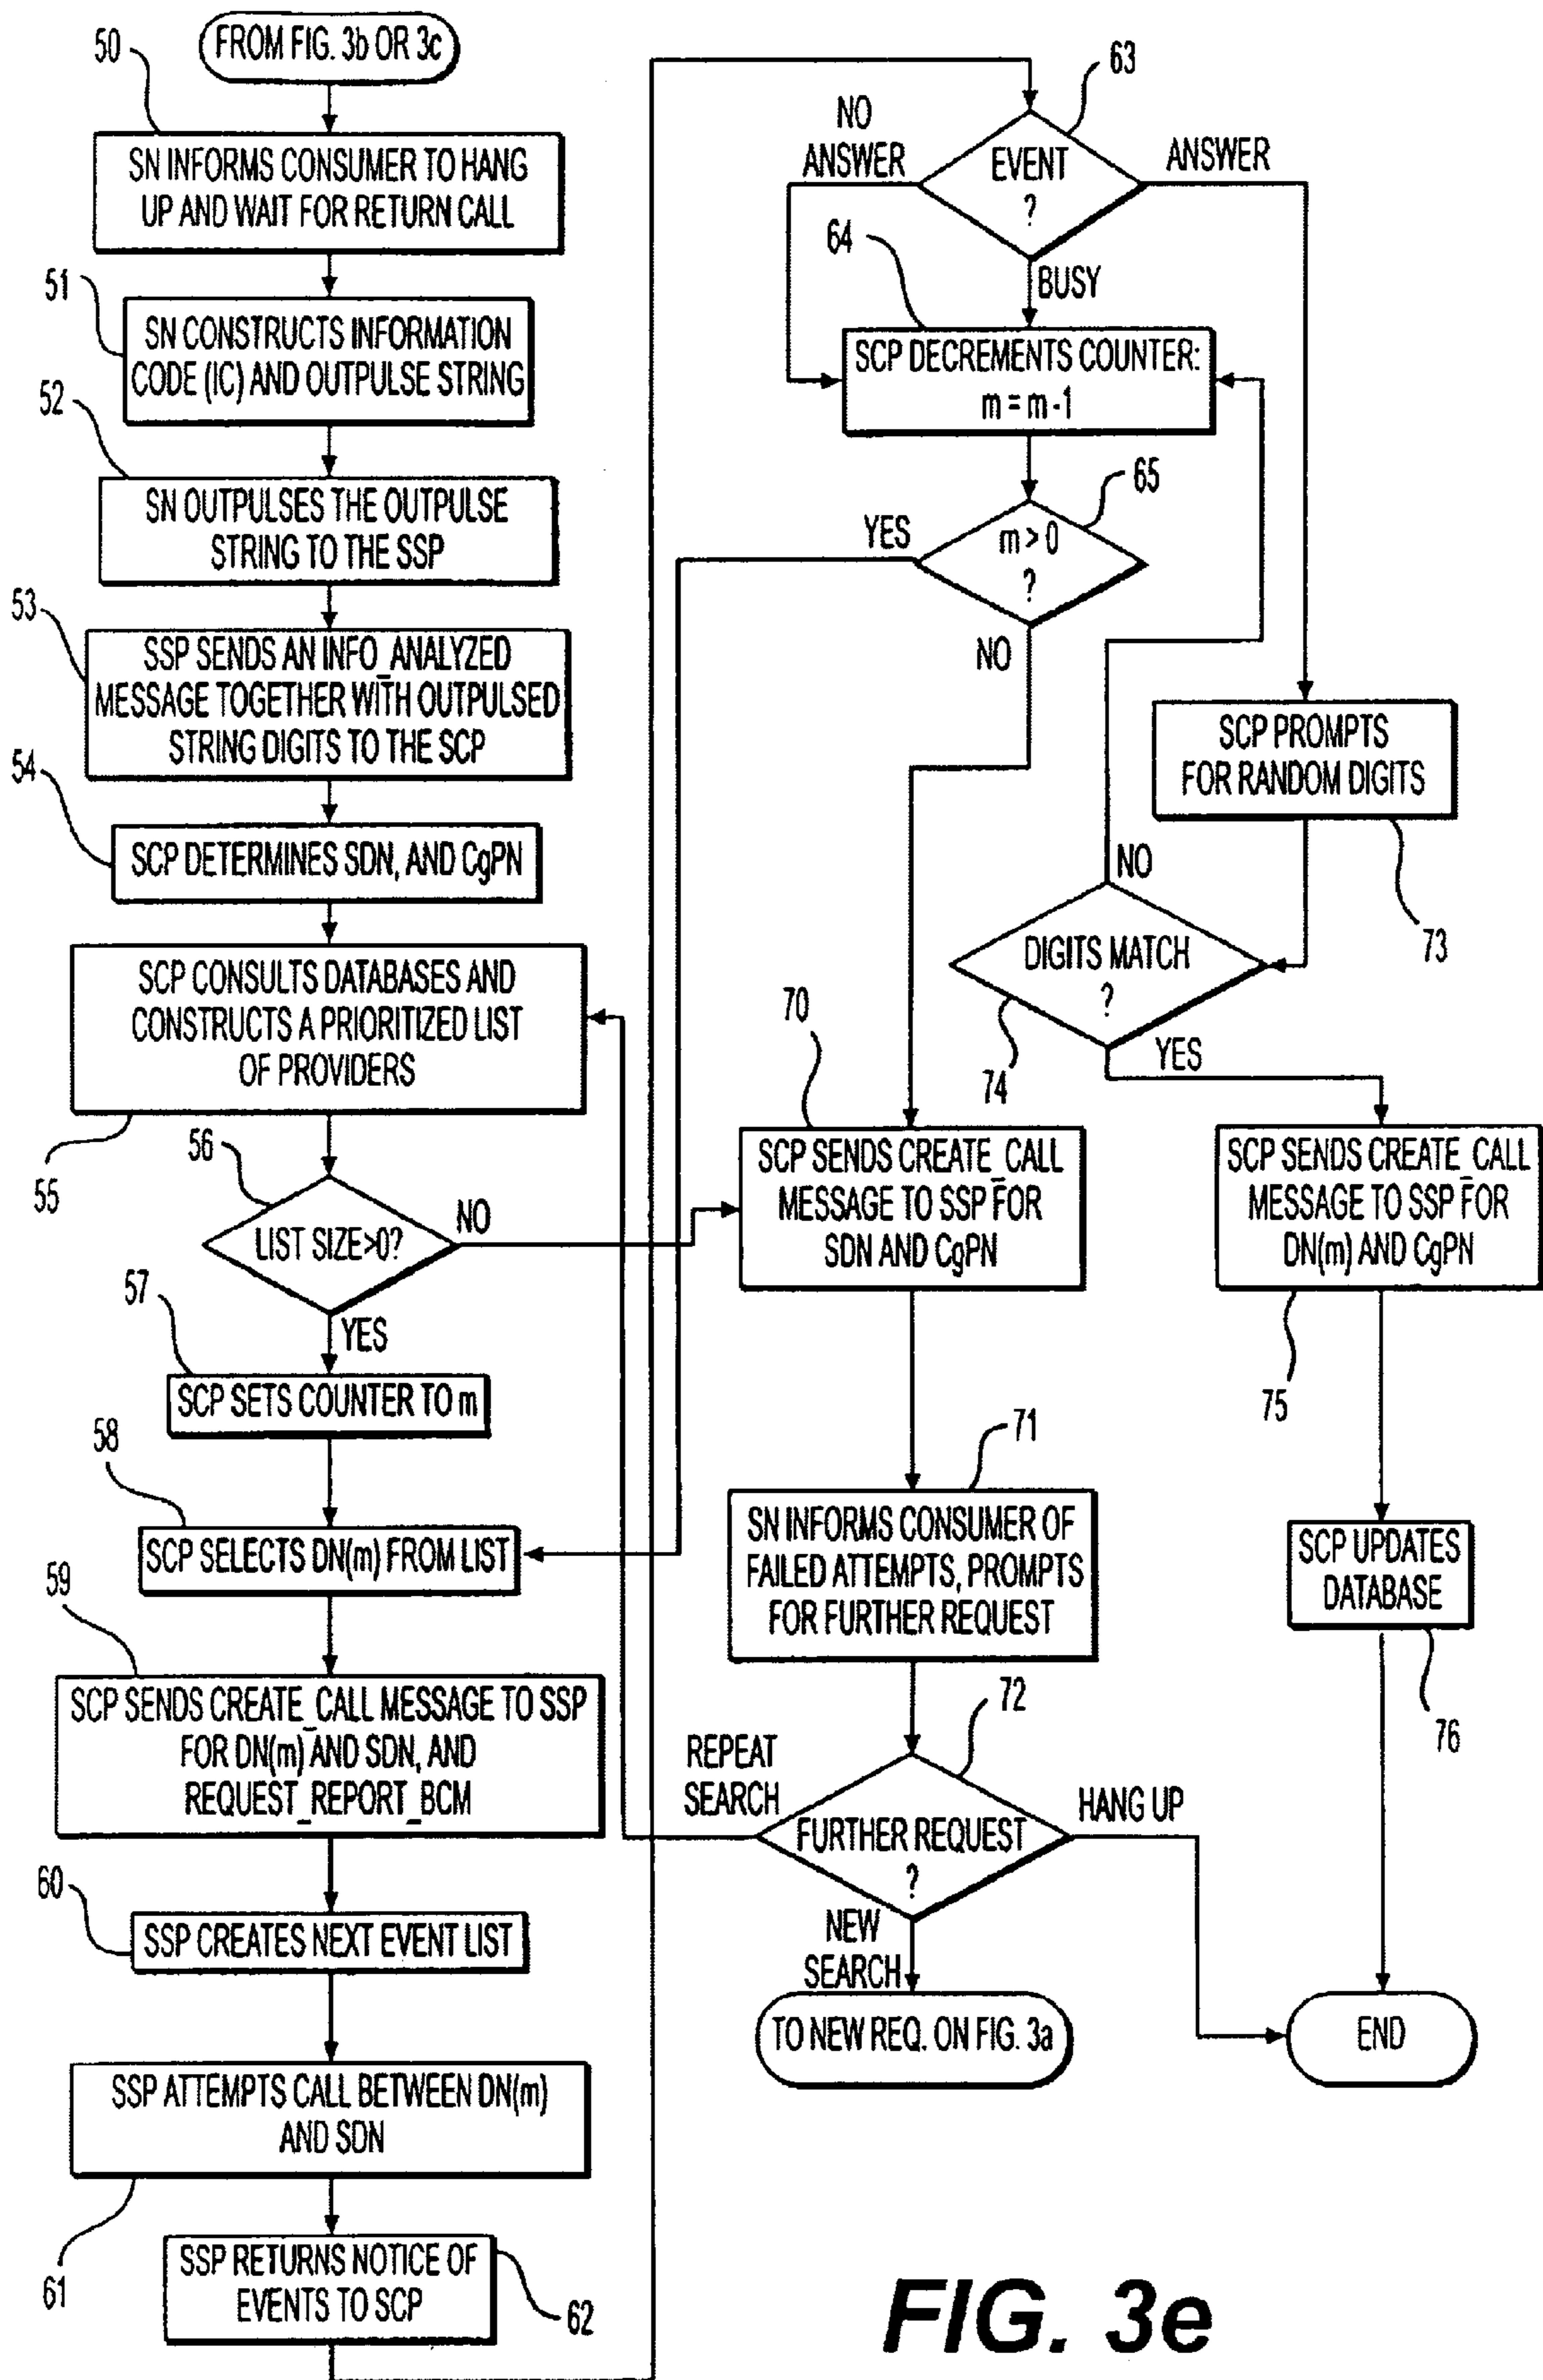 FROM FIG. 3b OR 3c
50
SN INFORMS CONSUMER TO HANG
UP AND WAIT FOR RETURN CALL
51
SN CONSTRUCTS INFORMATION
CODE (IC) AND OUTPULSE STRING
52
SN OUTPULSES THE OUTPULSE
STRING TO THE SSP
53
SSP SENDS AN INFO_ANALYZED
MESSAGE TOGETHER WITH OUTPULSED
STRING DIGITS TO THE SCP
54
SCP DETERMINES SDN, AND CgPN
SCP CONSULTS DATABASES AND
CONSTRUCTS A PRIORITIZED LIST
OF PROVIDERS
55
56
LIST SIZE>0?
NO
YES
57
SCP SETS COUNTER TO m
58
SCP SELECTS DN(m) FROM LIST
59
SCP SENDS CREATE_CALL MESSAGE TO SSP
FOR DN(m) AND SDN, AND
REQUEST_REPORT_BCM
60
SSP CREATES NEXT EVENT LIST
SSP ATTEMPTS CALL BETWEEN DN(m)
AND SDN
61
SSP RETURNS NOTICE OF
EVENTS TO SCP
62
63
EVENT
?
NO
ANSWER
ANSWER
BUSY
64
SCP DECREMENTS COUNTER:
m = m-1
65
m > 0
?
YES
NO
SCP PROMPTS
FOR RANDOM DIGITS
73
DIGITS MATCH
?
NO
74
YES
70
SCP SENDS CREATE_CALL
MESSAGE TO SSP FOR
SDN AND CgPN
SCP SENDS CREATE_CALL
MESSAGE TO SSP FOR
DN(m) AND CgPN
75
71
SN INFORMS CONSUMER OF
FAILED ATTEMPTS, PROMPTS
FOR FURTHER REQUEST
SCP UPDATES
DATABASE
76
72
FURTHER REQUEST
?
REPEAT
SEARCH
HANG UP
NEW
SEARCH
TO NEW REQ. ON FIG. 3a
END
FIG. 3e